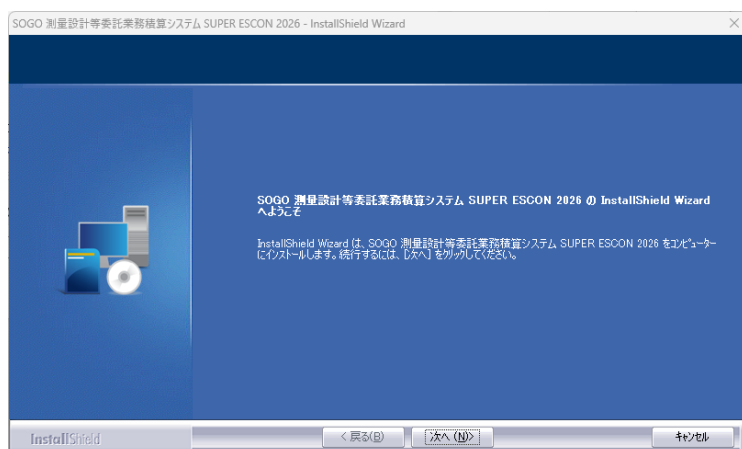 SOGO 測量設計等委託業務積算システム SUPER ESCON 2026 - InstallShield Wizard
SOGO 測量設計等委託業務積算システム SUPER ESCON 2026 の InstallShield Wizard
へようこそ
InstallShield Wizard は、SOGO 測量設計等委託業務積算システム SUPER ESCON 2026 をコンピューター
にインストールします。続行するには、[次へ] をクリックしてください。
InstallShield
< 戻る(B)
次へ (N)>
キャンセル